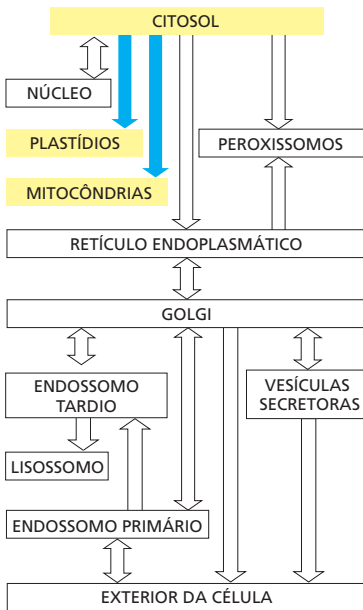 CITOSOL
NÚCLEO
PLASTÍDIOS
PEROXISSOMOS
MITOCÔNDRIAS
RETÍCULO ENDOPLASMÁTICO
GOLGI
ENDOSSOMO
TARDIO
VESÍCULAS
SECRETORAS
LISOSSOMO
ENDOSSOMO PRIMÁRIO
EXTERIOR DA CÉLULA